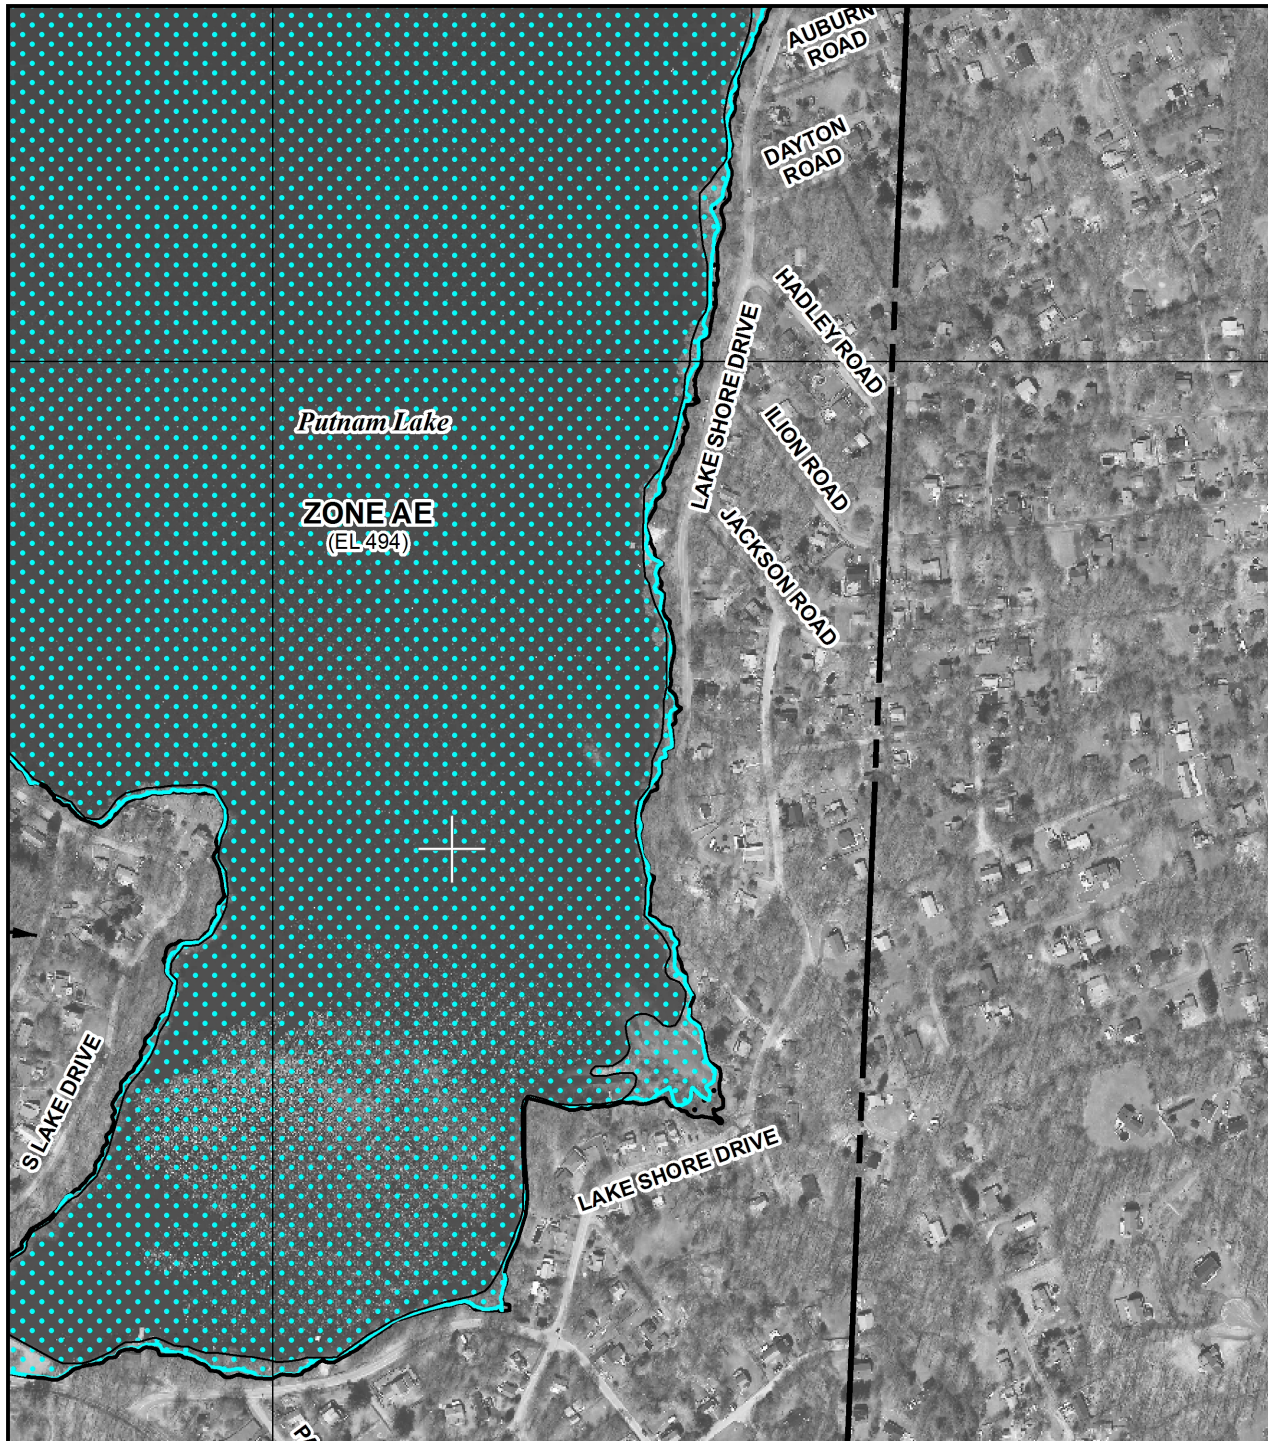 AUBURN
ROAD
DAYTON
ROAD
HADLEY ROAD
LAKE SHORE DRIVE
Putnam Lake
ILION ROAD
ZONE AE
(EL 494)
JACKSON ROAD
S LAKE DRIVE
LAKE SHORE DRIVE